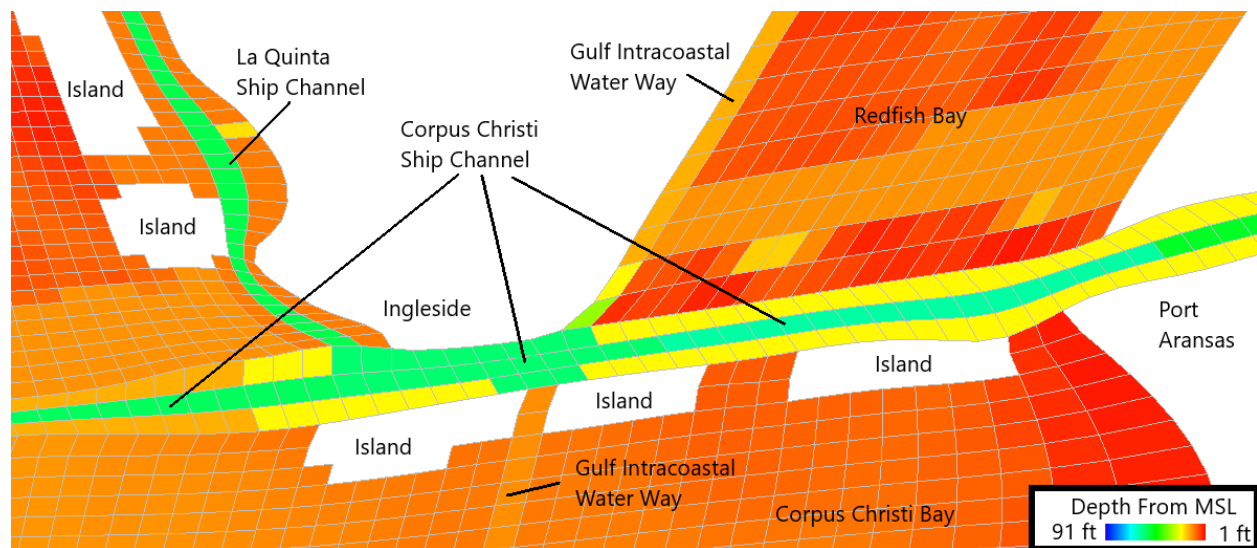 La Quinta
Ship Channel
Island
Gulf Intracoastal
Water Way
Redfish Bay
Corpus Christi
Ship Channel
Island
Ingleside
Port
Aransas
Island
Island
Island
Gulf Intracoastal
Water Way
Corpus Christi Bay
Depth From MSL
91 ft 1 ft